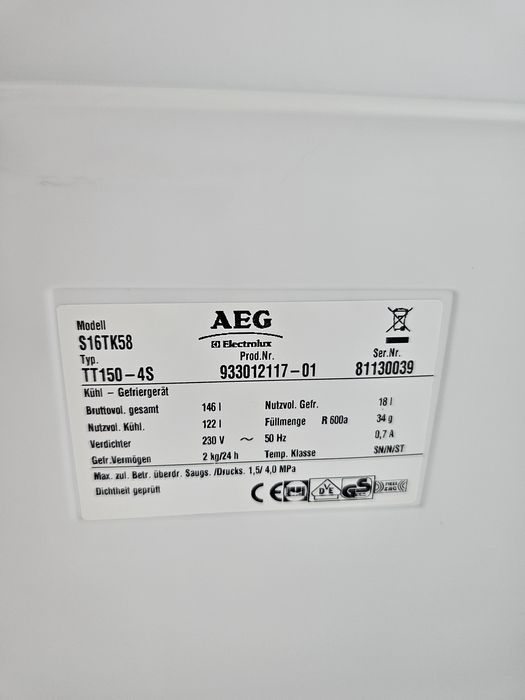 Modell
S16TK58
AEG
Electrolux
Typ.
TT150-4S
Prod.Nr.
933012117-01
Ser.Nr.
81130039
Kühl - Gefriergerät
Bruttovol. gesamt 146 l Nutzvol. Gefr. 18 l
Nutzvol. Kühl. 122 l Füllmenge R 600a 34 g
Verdichter 230 V ~ 50 Hz 0,7 A
Gefr.Vermögen 2 kg/24 h Temp. Klasse SN/N/ST
Max. zul. Betr. überdr. Saugs. /Drucks. 1,5/ 4,0 MPa
Dichtheit geprüft
CE
DVE
GS